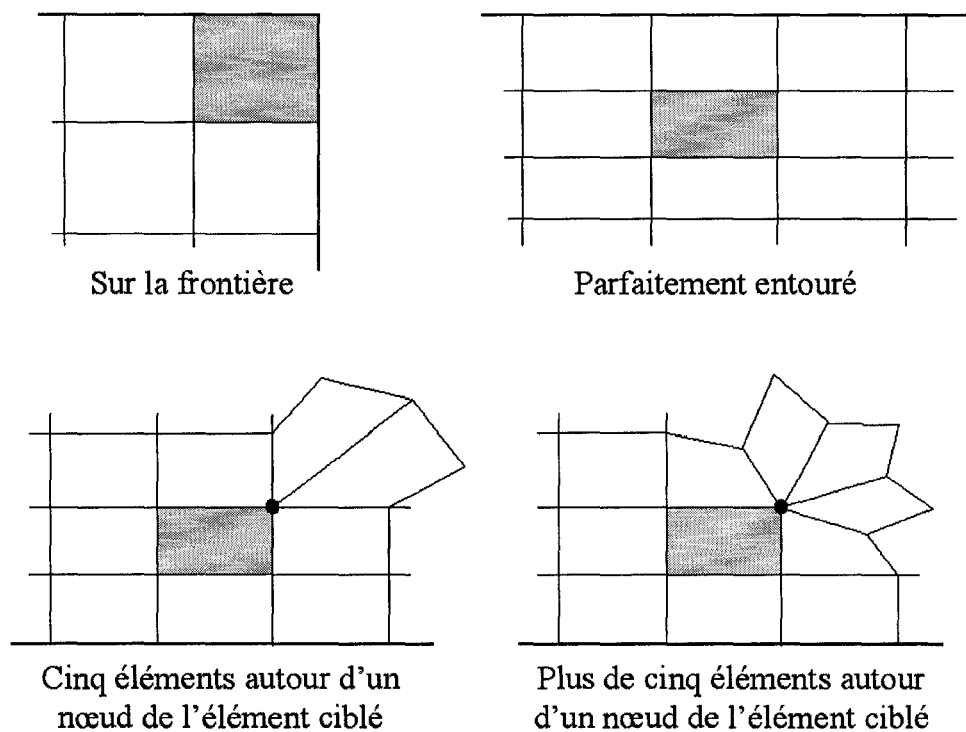 Sur la frontière
Parfaitement entouré
Cinq éléments autour d'un
nœud de l'élément ciblé
Plus de cinq éléments autour
d'un nœud de l'élément ciblé